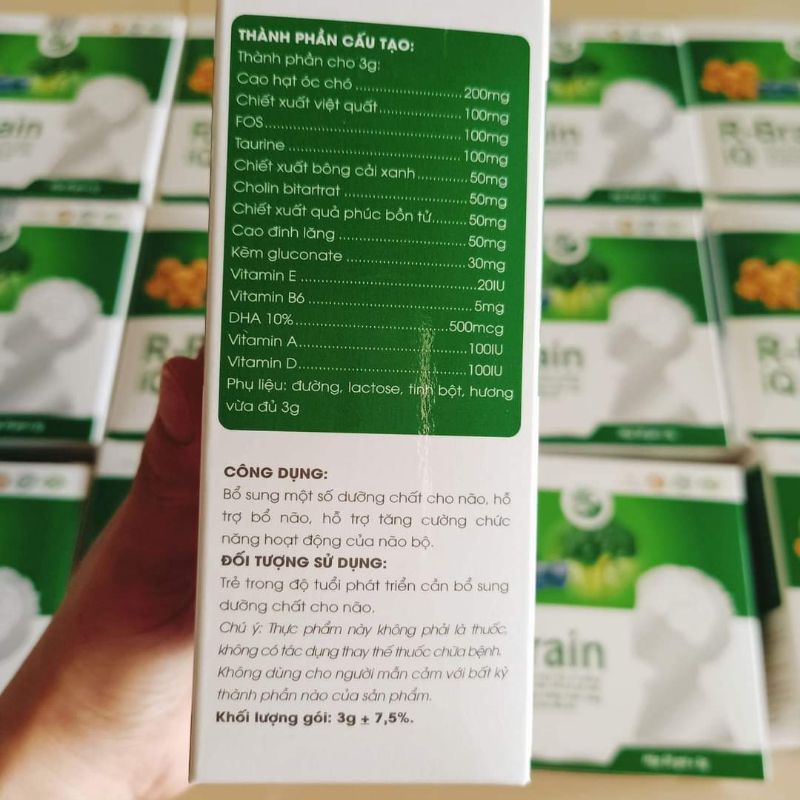 THÀNH PHẦN CẤU TẠO:
Thành phần cho 3g:
Cao hạt óc chó ........................ 200mg
Chiết xuất việt quất .................... 100mg
FOS ........................................ 100mg
Taurine .................................... 100mg
Chiết xuất bông cải xanh ............ 50mg
Cholin bitartrat ......................... 50mg
Chiết xuất quả phúc bồn tử ....... 50mg
Cao đinh lăng ........................... 50mg
Kẽm gluconate ......................... 30mg
Vitamin E .................................. 20IU
Vitamin B6 ................................ 5mg
DHA 10% .............................. 500mcg
Vitamin A ................................ 100IU
Vitamin D ................................ 100IU
Phụ liệu: đường, lactose, tinh bột, hương
vừa đủ 3g
CÔNG DỤNG:
Bổ sung một số dưỡng chất cho não, hỗ
trợ bổ não, hỗ trợ tăng cường chức
năng hoạt động của não bộ.
ĐỐI TƯỢNG SỬ DỤNG:
Trẻ trong độ tuổi phát triển cần bổ sung
dưỡng chất cho não.
Chú ý: Thực phẩm này không phải là thuốc,
không có tác dụng thay thế thuốc chữa bệnh.
Không dùng cho người mẫn cảm với bất kỳ
thành phần nào của sản phẩm.
Khối lượng gói: 3g ± 7,5%.
ain
R-Bra
IQ
rain
R-
IQ
rain